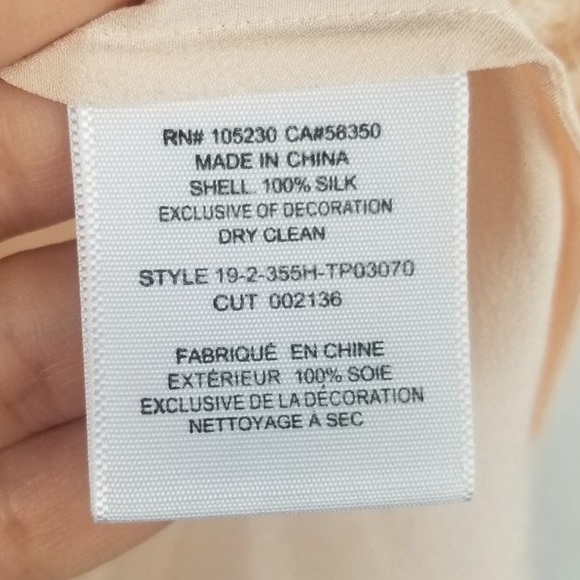 RN# 105230 CA#58350
MADE IN CHINA
SHELL. 100% SILK
EXCLUSIVE OF DECORATION
DRY CLEAN
STYLE 19-2-355H-TP03070
CUT 002136
FABRIQUÉ EN CHINE
EXTÉRIEUR 100% SOIE
EXCLUSIVE DE LA DÉCORATION
NETTOYAGE À SEC